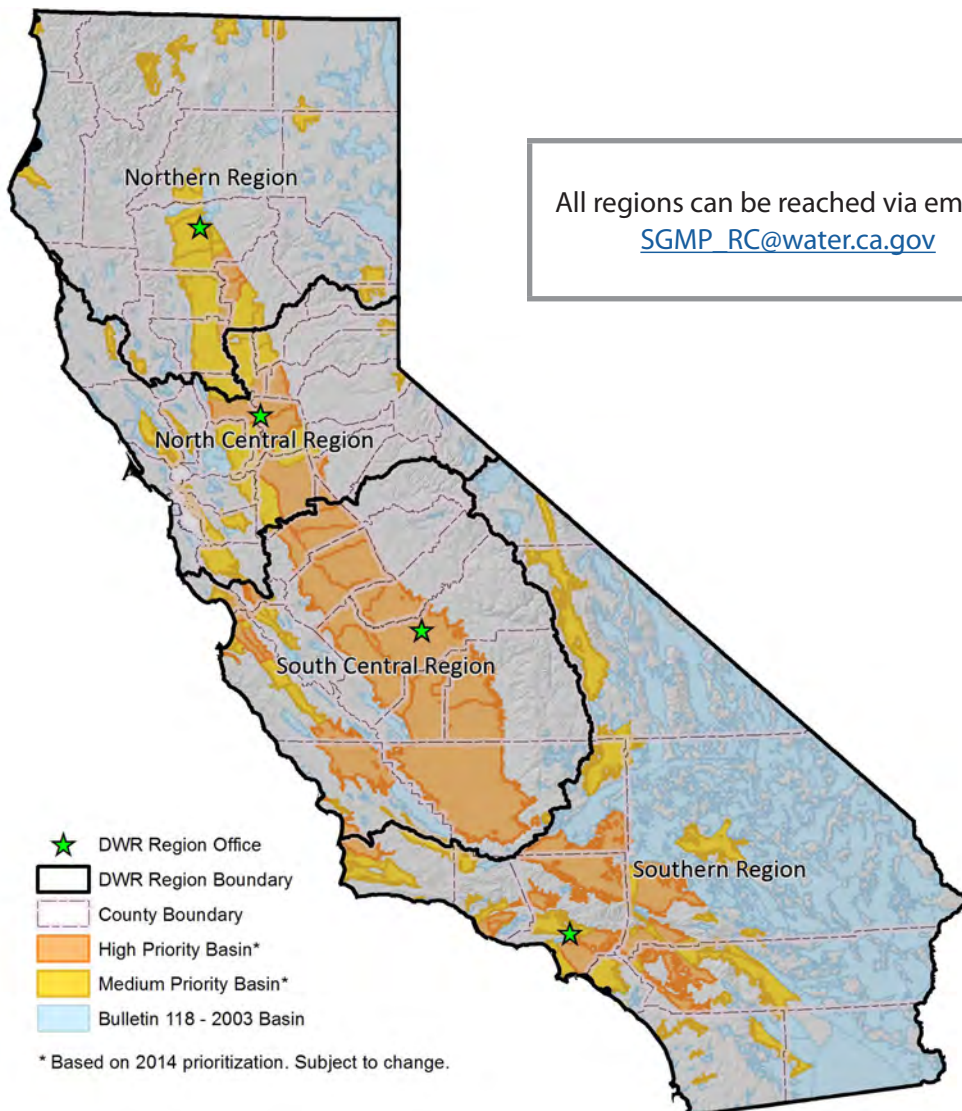 Northern Region
All regions can be reached via em
SGMP_RC@water.ca.gov
North Central Region
South Central Region
Southern Region
DWR Region Office
DWR Region Boundary
County Boundary
High Priority Basin*
Medium Priority Basin*
Bulletin 118 - 2003 Basin
* Based on 2014 prioritization. Subject to change.